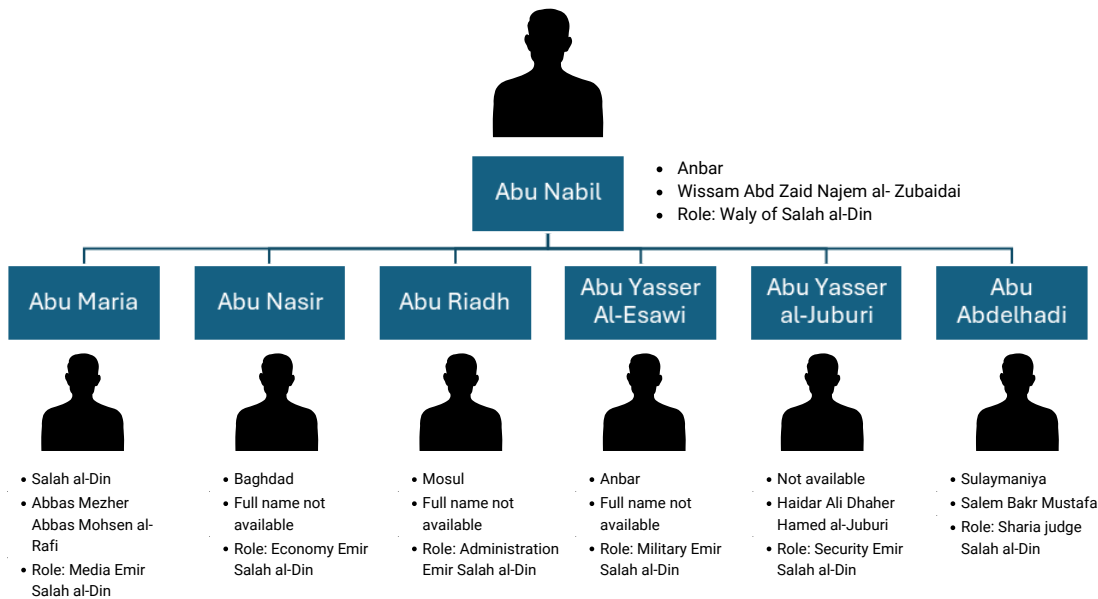 Abu Nabil
• Anbar
• Wissam Abd Zaid Najem al- Zubaidai
• Role: Waly of Salah al-Din
Abu Maria
Abu Nasir
Abu Riadh
Abu Yasser
Al-Esawi
Abu Yasser
al-Juburi
Abu
Abdelhadi
• Salah al-Din
• Abbas Mezher
Abbas Mohsen al-
Rafi
• Role: Media Emir
Salah al-Din
• Baghdad
• Full name not
available
• Role: Economy Emir
Salah al-Din
• Mosul
• Full name not
available
• Role: Administration
Emir Salah al-Din
• Anbar
• Full name not
available
• Role: Military Emir
Salah al-Din
• Not available
• Haidar Ali Dhaher
Hamed al-Juburi
• Role: Security Emir
Salah al-Din
• Sulaymaniya
• Salem Bakr Mustafa
• Role: Sharia judge
Salah al-Din